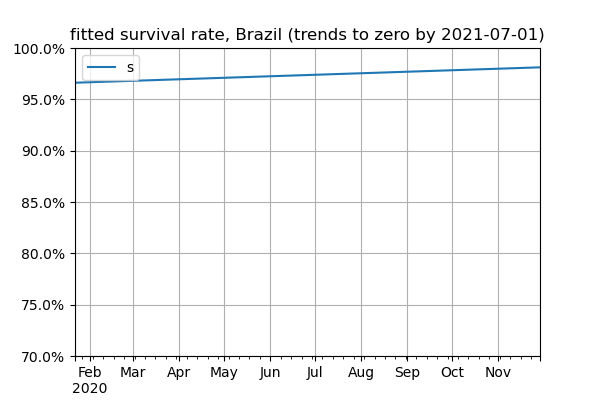 fitted survival rate, Brazil (trends to zero by 2021-07-01)
100.0%
s
95.0%
90.0%
85.0%
80.0%
75.0%
70.0%
Feb Mar Apr May Jun Jul Aug Sep Oct Nov
2020